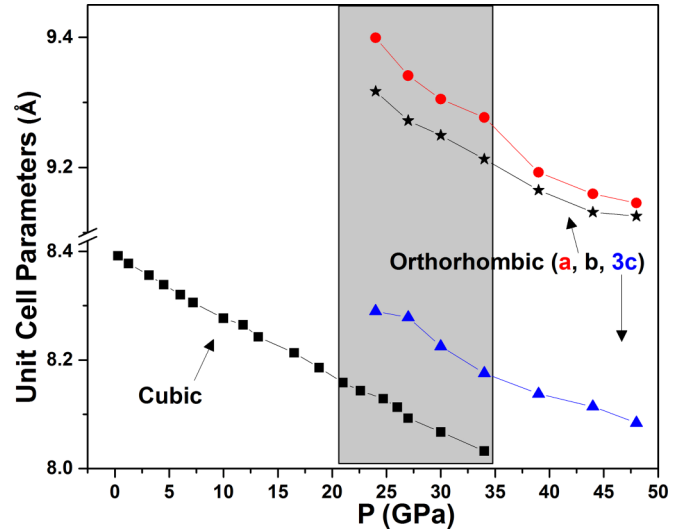 9.4
9.2
8.4
8.2
8.0
Unit Cell Parameters (Å)
Orthorhombic (a, b, 3c)
Cubic
0 5 10 15 20 25 30 35 40 45 50
P (GPa)